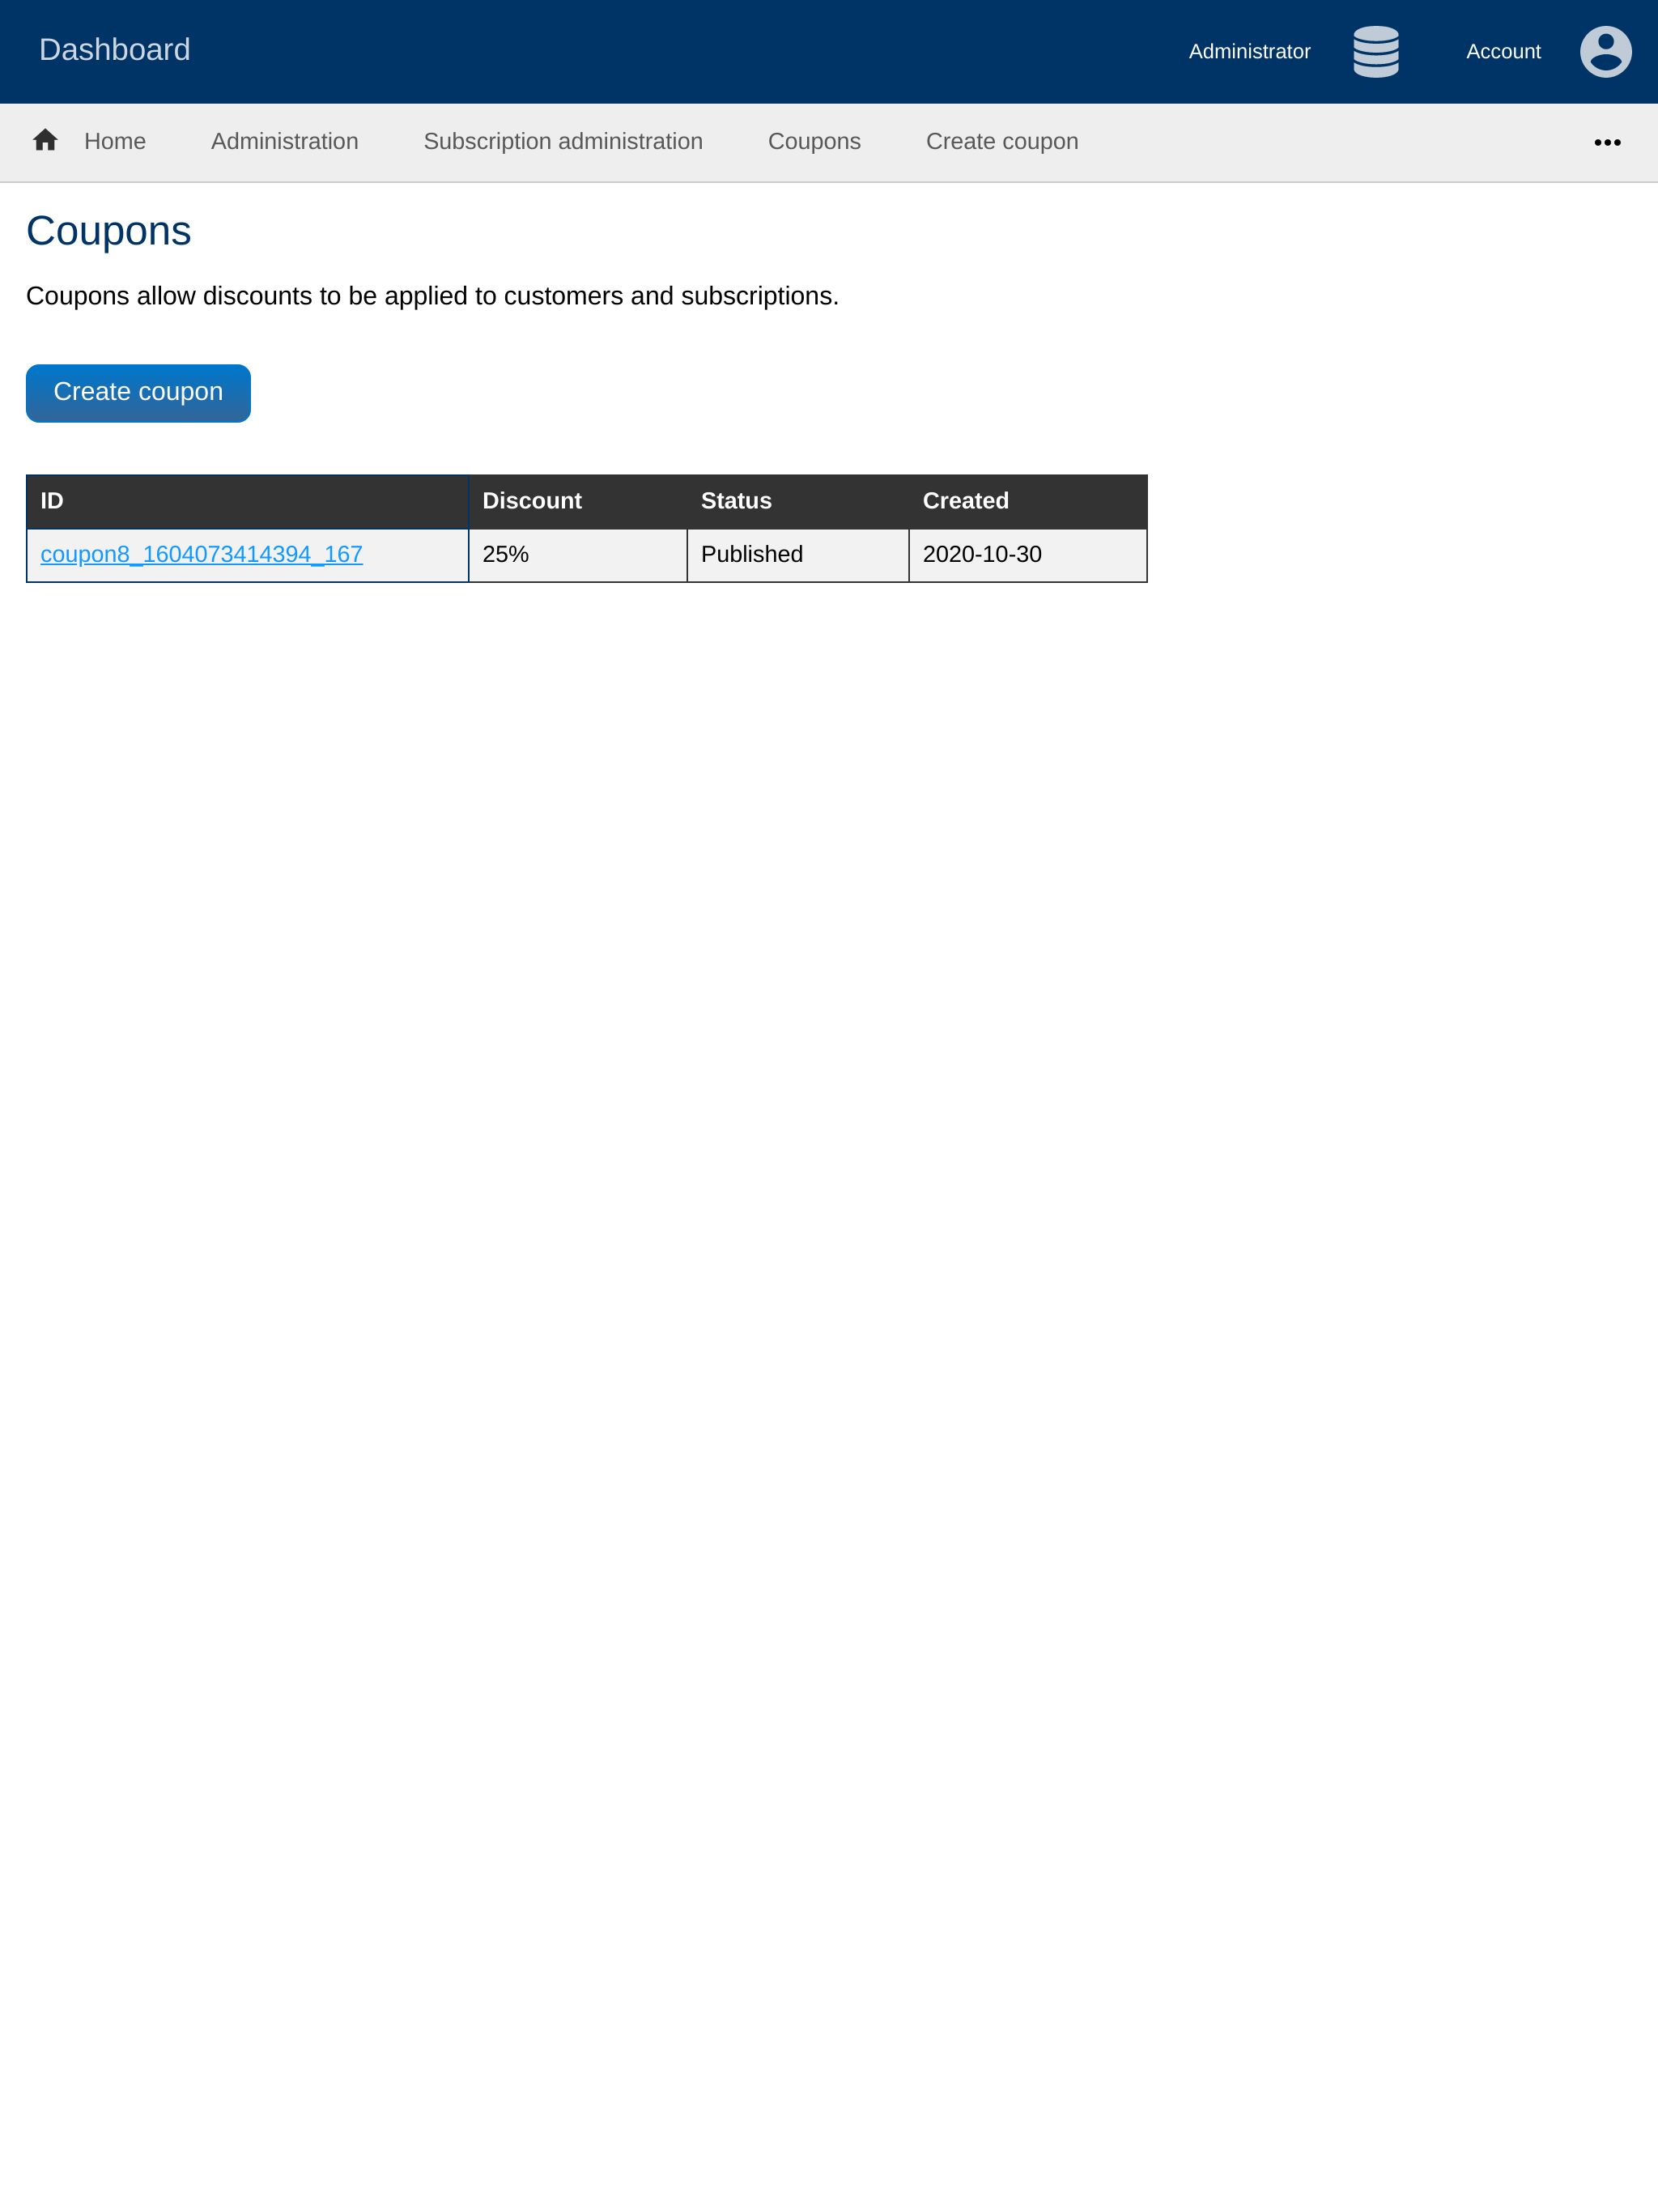 Dashboard Administrator Account
Home Administration Subscription administration Coupons Create coupon
Coupons
Coupons allow discounts to be applied to customers and subscriptions.
Create coupon
ID Discount Status Created
coupon8_1604073414394_167 25% Published 2020-10-30